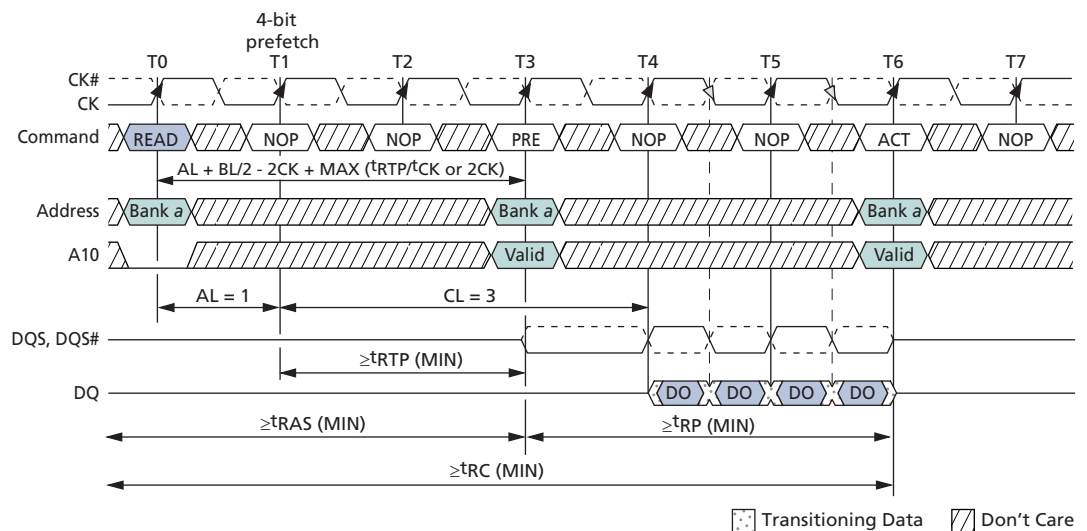 4-bit
prefetch
T0 T1 T2 T3 T4 T5 T6 T7
CK#
CK
Command READ NOP NOP PRE NOP NOP ACT NOP
AL + BL/2 - 2CK + MAX (tRTP/tCK or 2CK)
Address Bank a Bank a Bank a
A10 Valid Valid
AL = 1 CL = 3
DQS, DQS#
≥tRTP (MIN)
DQ DO DO DO DO
≥tRAS (MIN) ≥tRP (MIN)
≥tRC (MIN)
Transitioning Data Don't Care